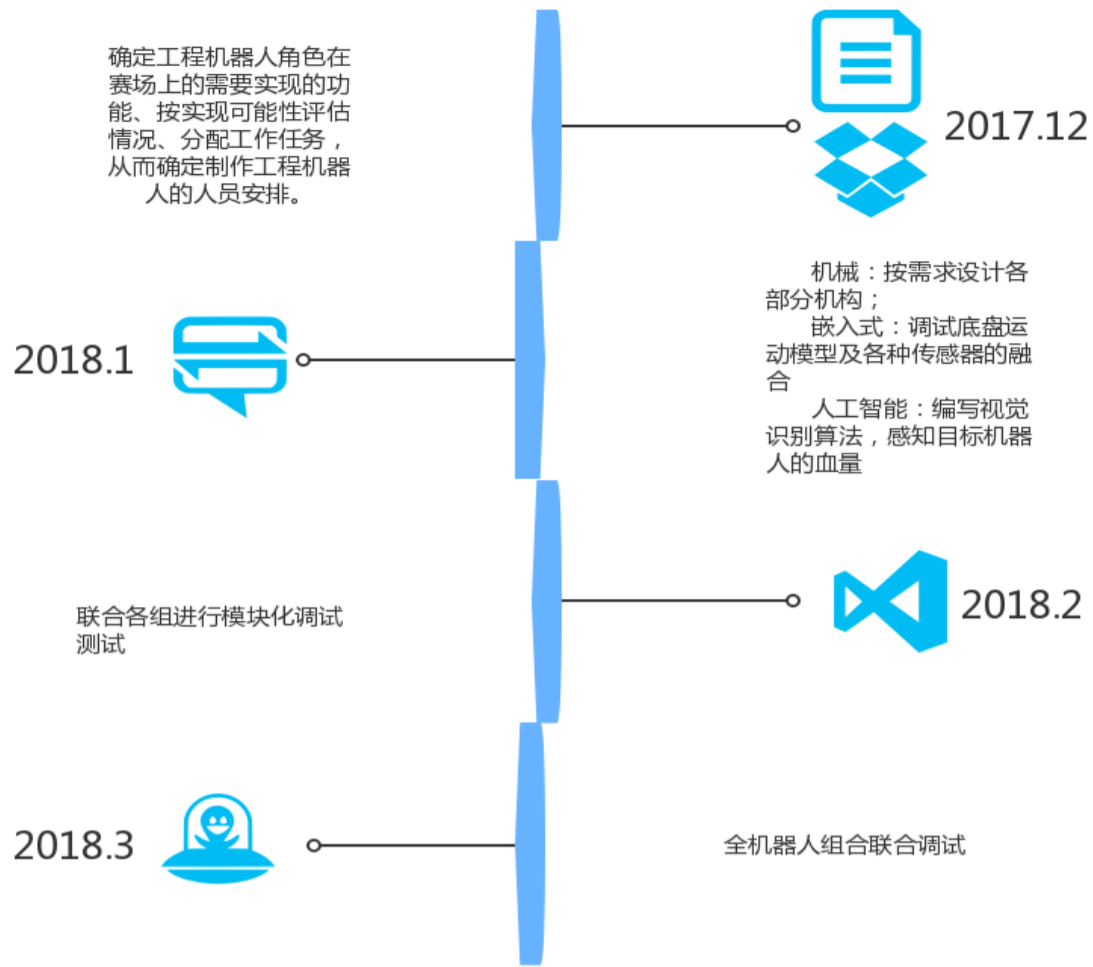 确定工程机器人角色在
赛场上的需要实现的功
能、按实现可能性评估
情况、分配工作任务，
从而确定制作工程机器
人的人员安排。
2017.12
2018.1
机械：按需求设计各
部分机构；
嵌入式：调试底盘运
动模型及各种传感器的融
合
人工智能：编写视觉
识别算法，感知目标机器
人的血量
联合各组进行模块化调试
测试
2018.2
2018.3
全机器人组合联合调试